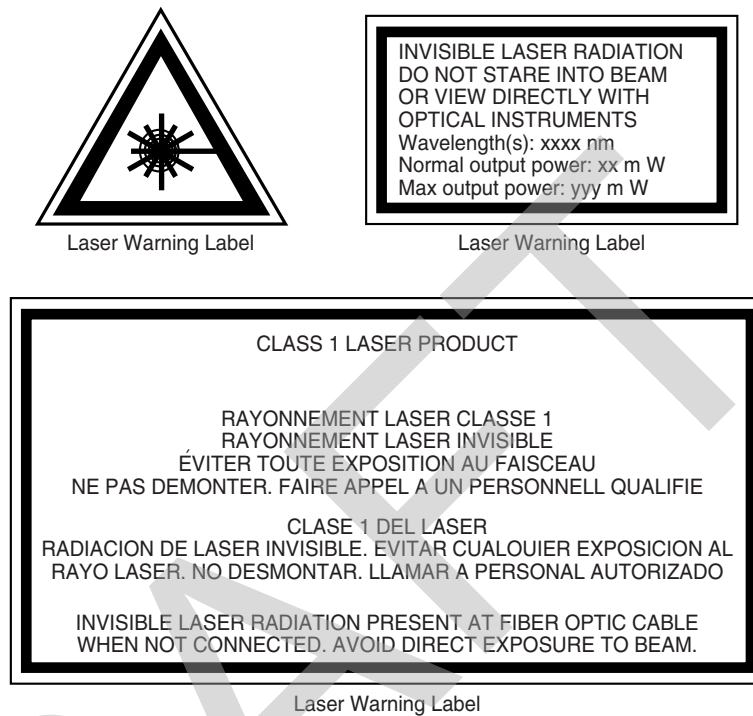 INVISIBLE LASER RADIATION
DO NOT STARE INTO BEAM
OR VIEW DIRECTLY WITH
OPTICAL INSTRUMENTS
Wavelength(s): xxxx nm
Normal output power: xx m W
Max output power: yyy m W
Laser Warning Label
Laser Warning Label
CLASS 1 LASER PRODUCT
RAYONNEMENT LASER CLASSE 1
RAYONNEMENT LASER INVISIBLE
ÉVITER TOUTE EXPOSITION AU FAISCEAU
NE PAS DEMONTER. FAIRE APPEL A UN PERSONNELL QUALIFIE
CLASE 1 DEL LASER
RADIACION DE LASER INVISIBLE. EVITAR CUALOUIER EXPOSICION AL
RAYO LASER. NO DESMONTAR. LLAMAR A PERSONAL AUTORIZADO
INVISIBLE LASER RADIATION PRESENT AT FIBER OPTIC CABLE
WHEN NOT CONNECTED. AVOID DIRECT EXPOSURE TO BEAM.
Laser Warning Label